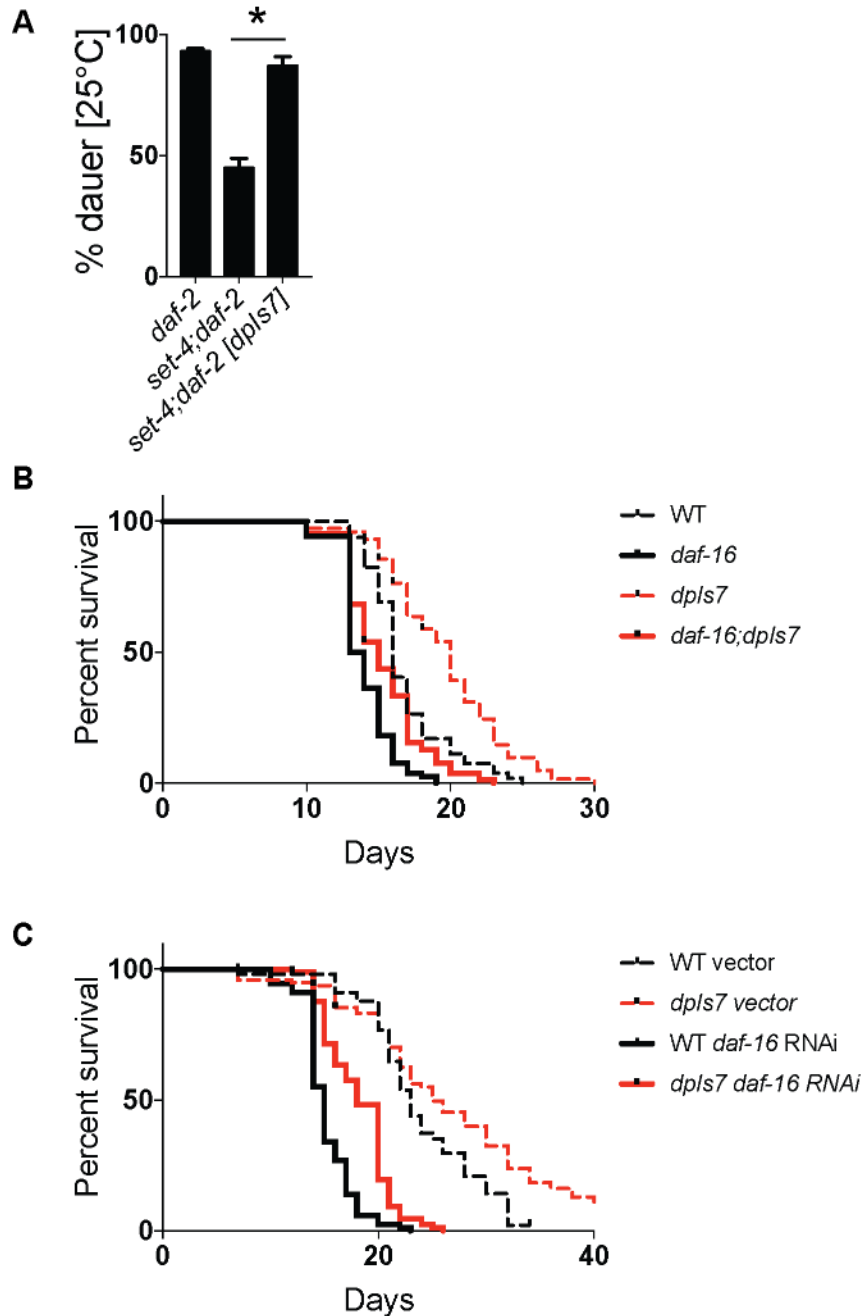 A
% dauer [25°C]
100
50
0
*
daf-2
set-4;daf-2
set-4;daf-2 [dpIs7]
B
Percent survival
100
50
0
0 10 20 30
Days
WT
daf-16
dpIs7
daf-16;dpIs7
C
Percent survival
100
50
0
0 20 40
Days
WT vector
dpIs7 vector
WT daf-16 RNAi
dpIs7 daf-16 RNAi